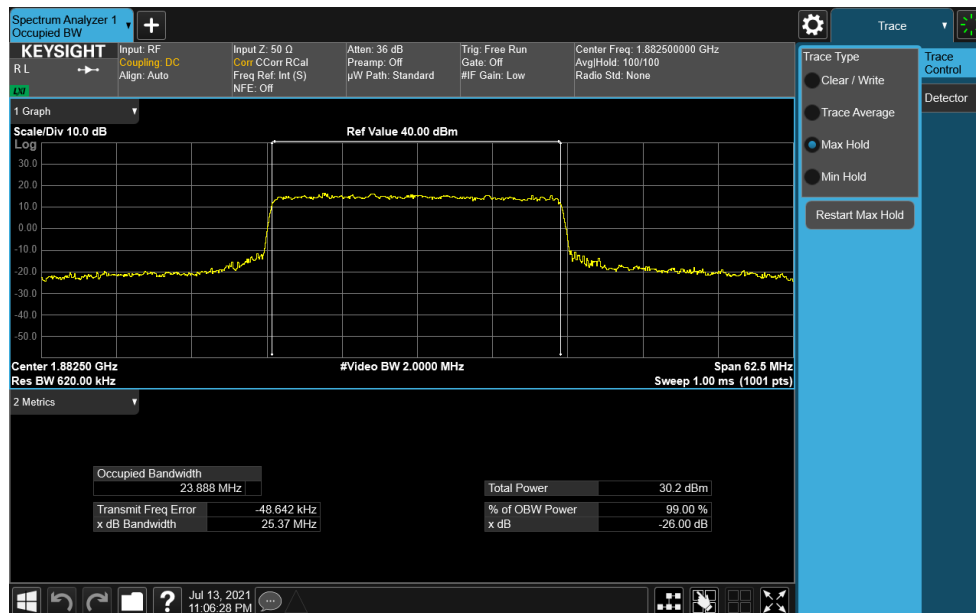 Spectrum Analyzer 1
Occupied BW
+
Trace
KEYSIGHT
R L
LXI
Input: RF
Coupling: DC
Align: Auto
Input Z: 50 Ω
Corr CCorr RCal
Freq Ref: Int (S)
NFE: Off
Atten: 36 dB
Preamp: Off
µW Path: Standard
Trig: Free Run
Gate: Off
#IF Gain: Low
Center Freq: 1.882500000 GHz
Avg|Hold: 100/100
Radio Std: None
Trace Type
Clear / Write
Trace Average
Max Hold
Min Hold
Restart Max Hold
Trace
Control
Detector
1 Graph
Scale/Div 10.0 dB
Ref Value 40.00 dBm
Log
30.0
20.0
10.0
0.00
-10.0
-20.0
-30.0
-40.0
-50.0
Center 1.88250 GHz
#Video BW 2.0000 MHz
Span 62.5 MHz
Res BW 620.00 kHz
Sweep 1.00 ms (1001 pts)
2 Metrics
Occupied Bandwidth
23.888 MHz
Transmit Freq Error -48.642 kHz
x dB Bandwidth 25.37 MHz
Total Power 30.2 dBm
% of OBW Power 99.00 %
x dB -26.00 dB
?
Jul 13, 2021
11:06:28 PM